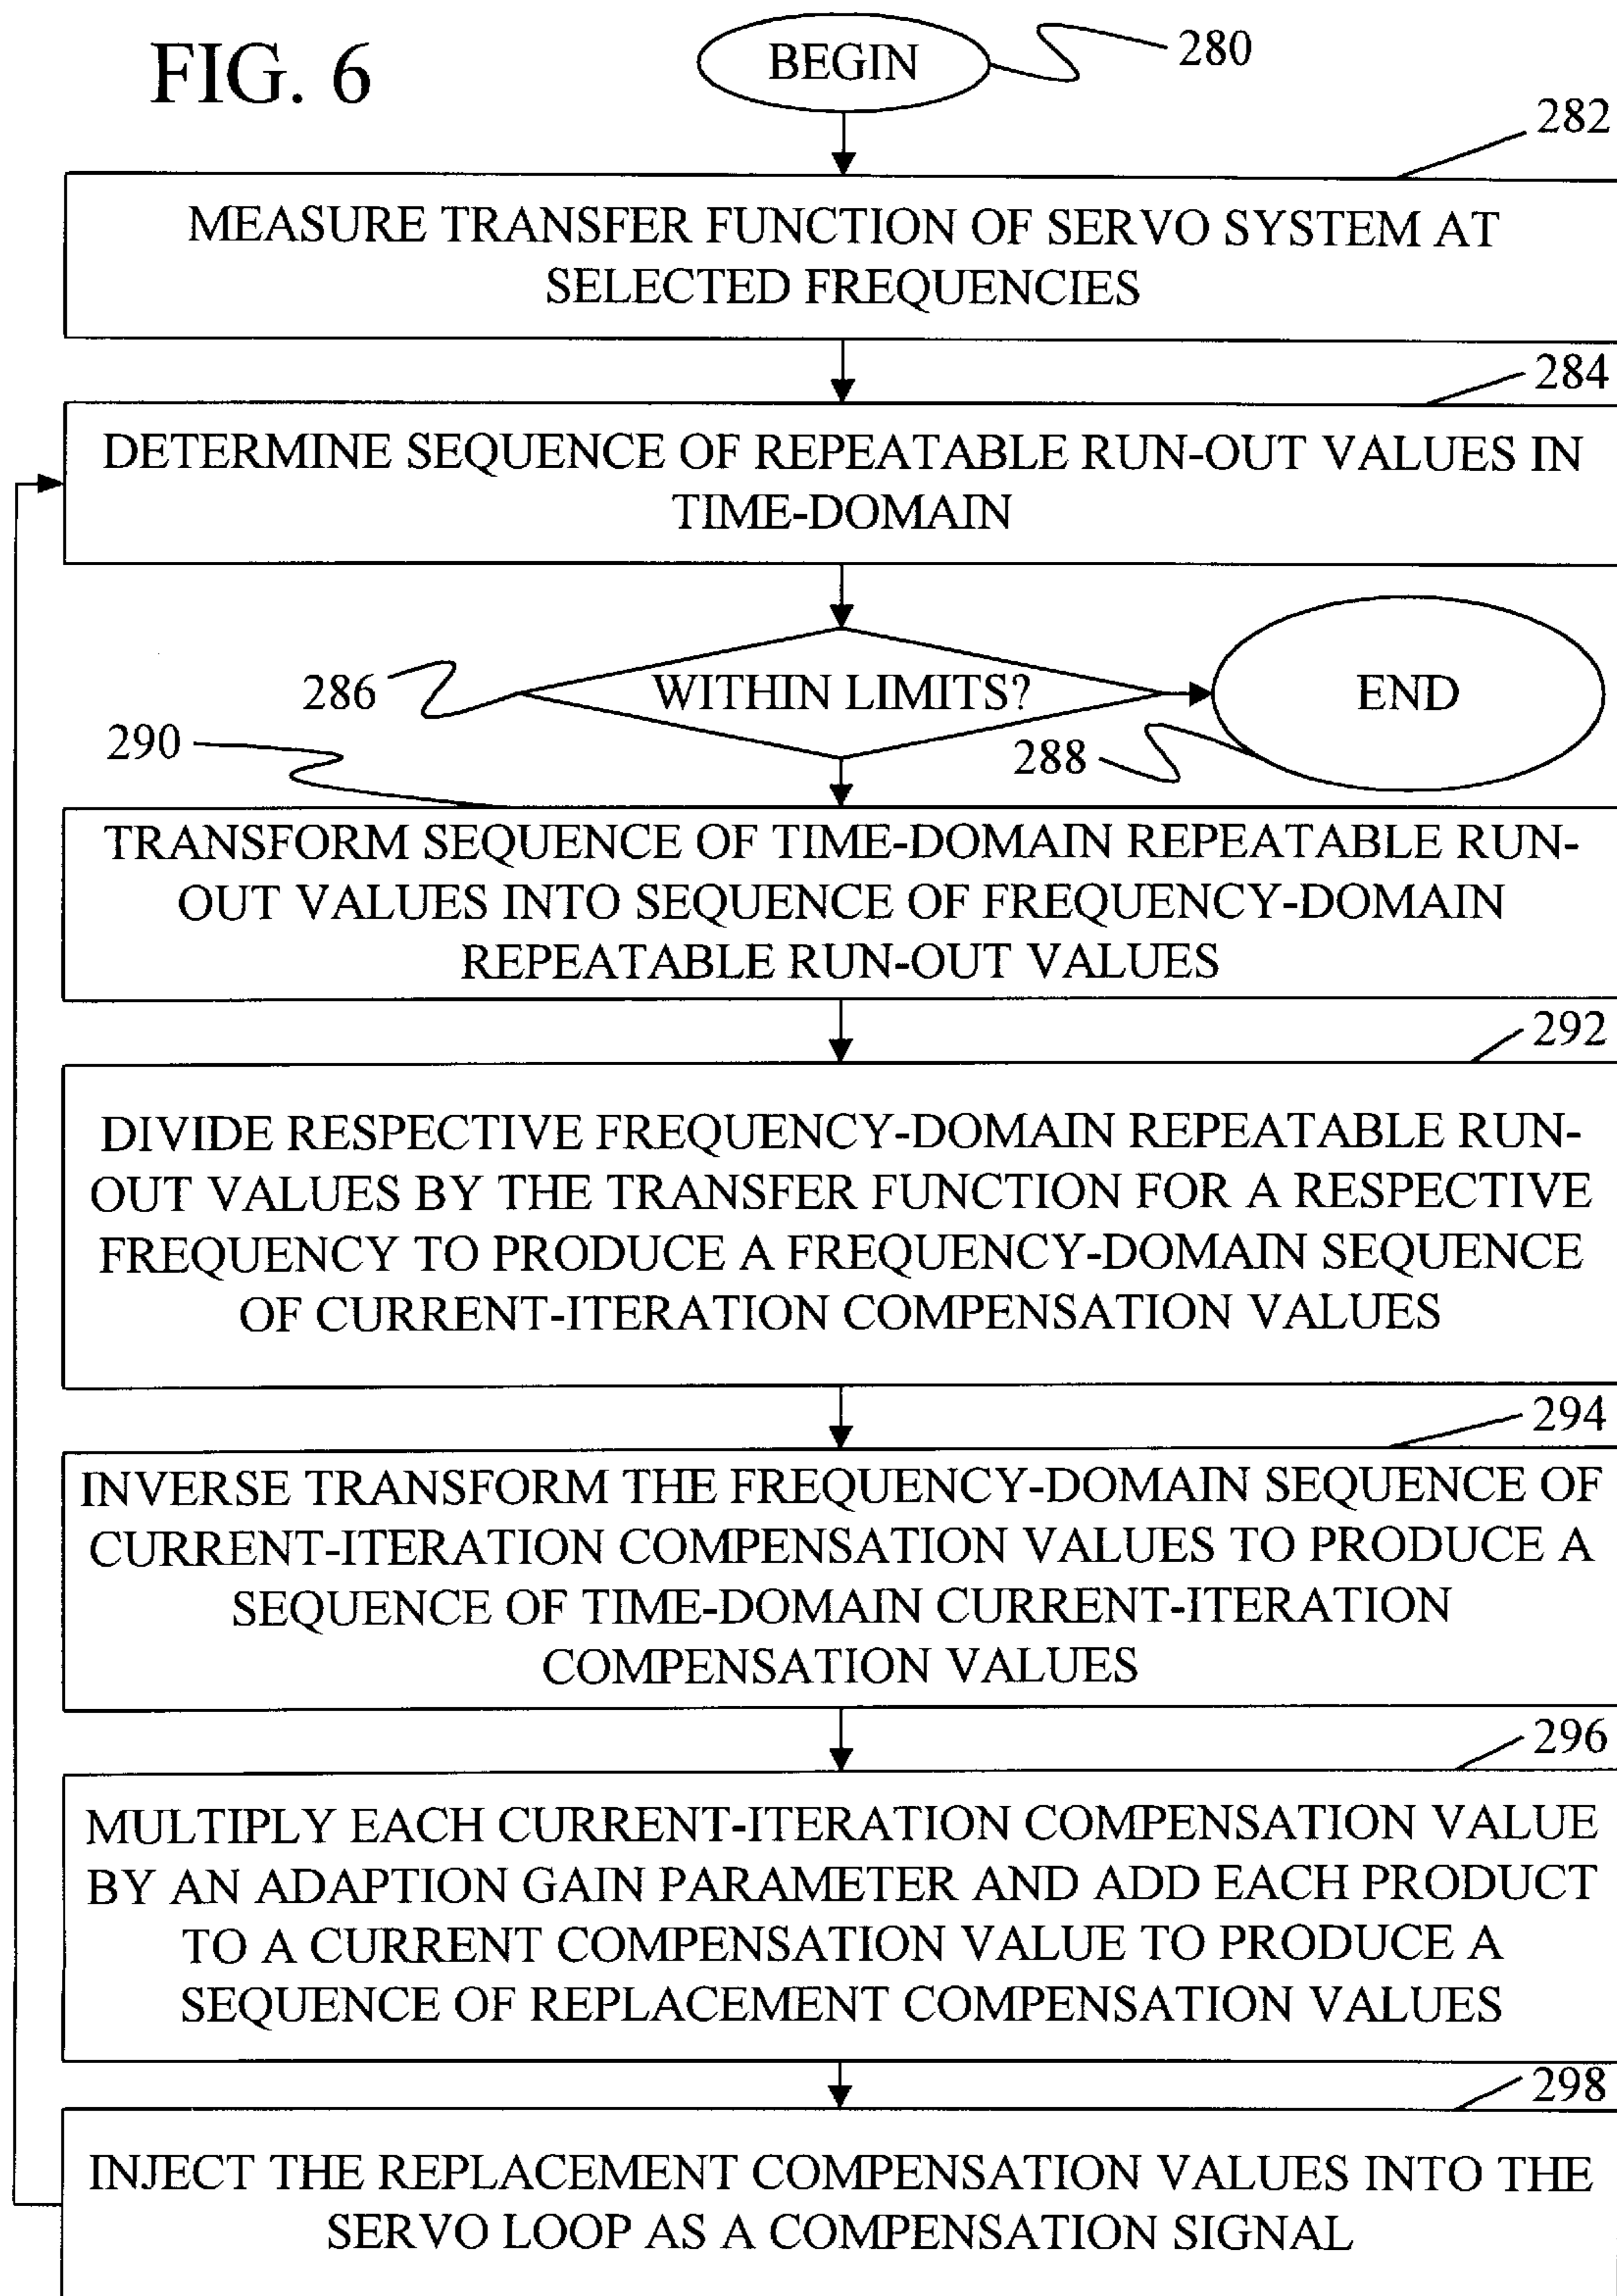 FIG. 6
BEGIN
280
282
MEASURE TRANSFER FUNCTION OF SERVO SYSTEM AT
SELECTED FREQUENCIES
284
DETERMINE SEQUENCE OF REPEATABLE RUN-OUT VALUES IN
TIME-DOMAIN
286
WITHIN LIMITS?
END
290
288
TRANSFORM SEQUENCE OF TIME-DOMAIN REPEATABLE RUN-
OUT VALUES INTO SEQUENCE OF FREQUENCY-DOMAIN
REPEATABLE RUN-OUT VALUES
292
DIVIDE RESPECTIVE FREQUENCY-DOMAIN REPEATABLE RUN-
OUT VALUES BY THE TRANSFER FUNCTION FOR A RESPECTIVE
FREQUENCY TO PRODUCE A FREQUENCY-DOMAIN SEQUENCE
OF CURRENT-ITERATION COMPENSATION VALUES
294
INVERSE TRANSFORM THE FREQUENCY-DOMAIN SEQUENCE OF
CURRENT-ITERATION COMPENSATION VALUES TO PRODUCE A
SEQUENCE OF TIME-DOMAIN CURRENT-ITERATION
COMPENSATION VALUES
296
MULTIPLY EACH CURRENT-ITERATION COMPENSATION VALUE
BY AN ADAPTION GAIN PARAMETER AND ADD EACH PRODUCT
TO A CURRENT COMPENSATION VALUE TO PRODUCE A
SEQUENCE OF REPLACEMENT COMPENSATION VALUES
298
INJECT THE REPLACEMENT COMPENSATION VALUES INTO THE
SERVO LOOP AS A COMPENSATION SIGNAL